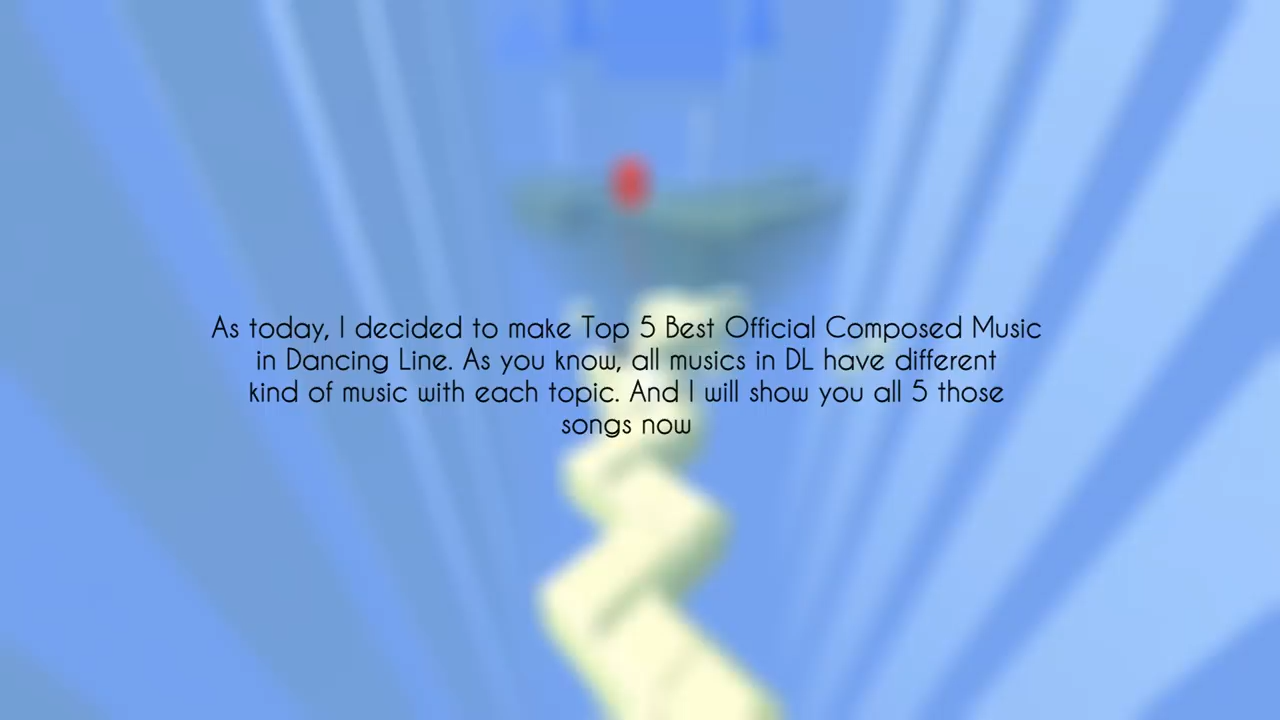 As today, I decided to make Top 5 Best Official Composed Music
in Dancing Line. As you know, all musics in DL have different
kind of music with each topic. And I will show you all 5 those
songs now